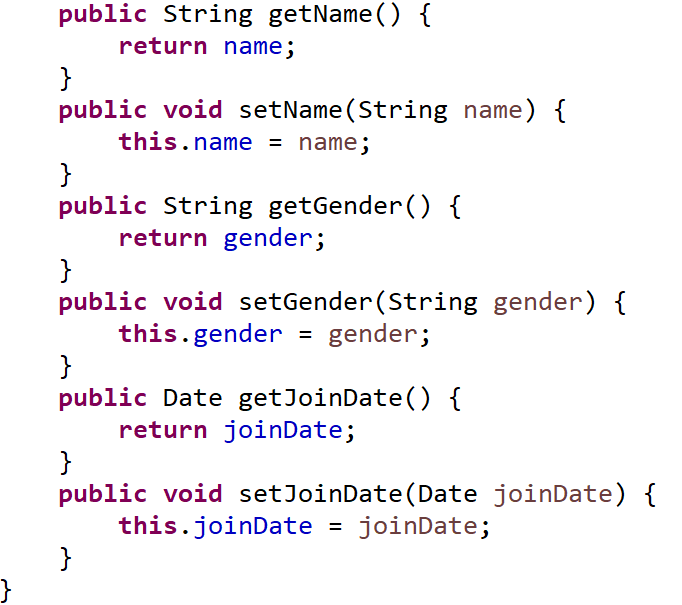 public String getName() {
return name;
}
public void setName(String name) {
this.name = name;
}
public String getGender() {
return gender;
}
public void setGender(String gender) {
this.gender = gender;
}
public Date getJoinDate() {
return joinDate;
}
public void setJoinDate(Date joinDate) {
this.joinDate = joinDate;
}
}